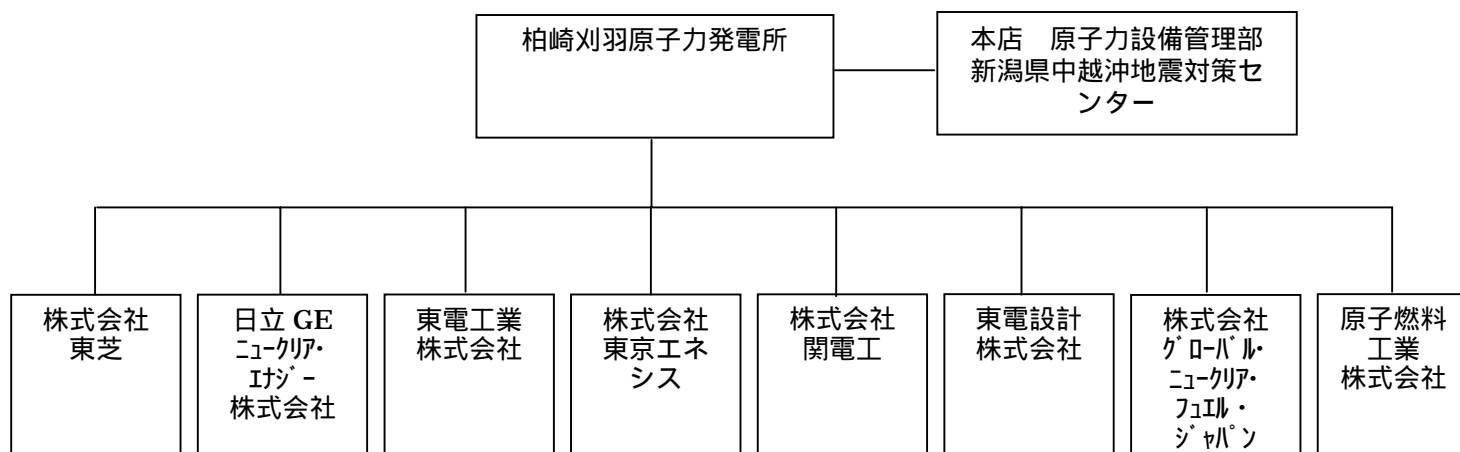 柏崎刈羽原子力発電所
本店　原子力設備管理部
新潟県中越沖地震対策セ
ンター
株式会社
東芝
日立 GE
ﾆｭｰｸﾘｱ・
ｴﾅｼﾞｰ
株式会社
東電工業
株式会社
株式会社
東京エネ
シス
株式会社
関電工
東電設計
株式会社
株式会社
ｸﾞﾛｰﾊﾞﾙ・
ﾆｭｰｸﾘｱ・
ﾌｭｴﾙ・
ｼﾞｬﾊﾟﾝ
原子燃料
工業
株式会社